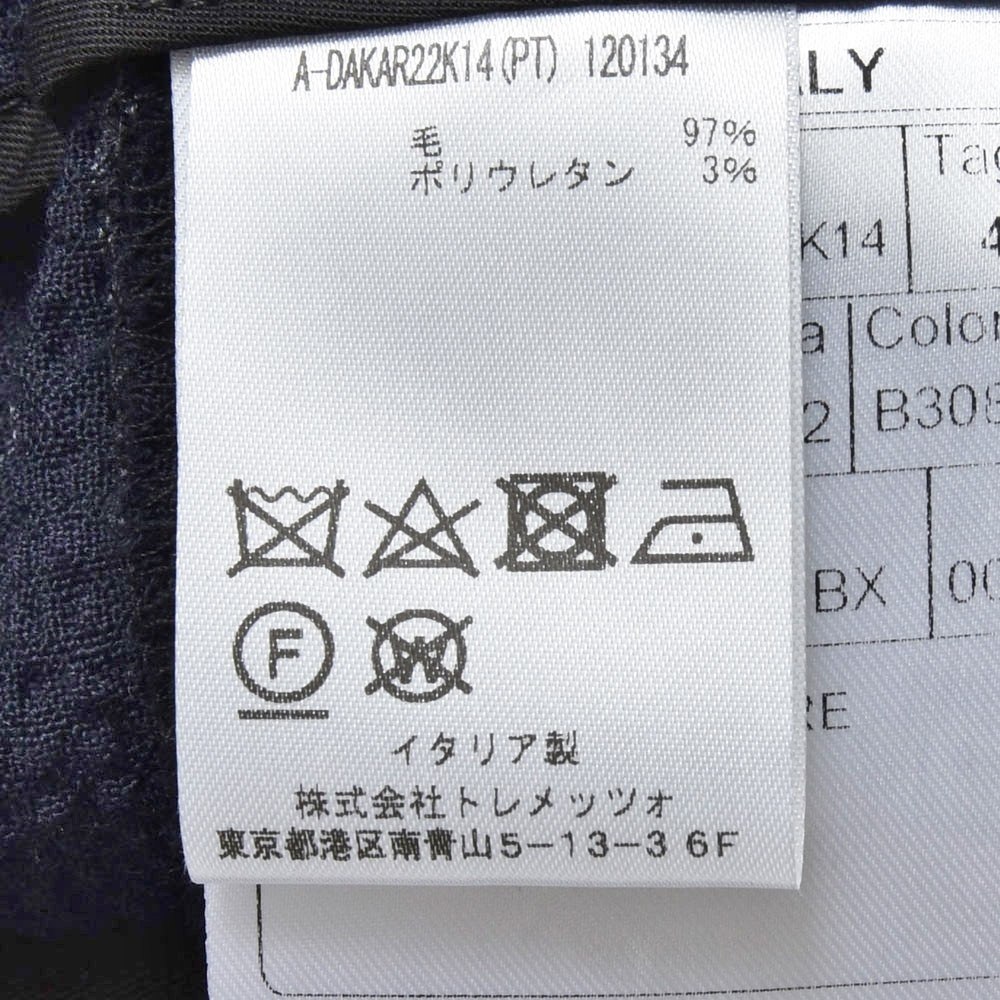 A-DAKAR22K14(PT) 120134
毛 97%
ポリウレタン 3%
F
W
イタリア製
株式会社トレメッツォ
東京都港区南青山5-13-3 6F
LY
Tag
K14
4
a
Color
2
B308
BX
00
RE